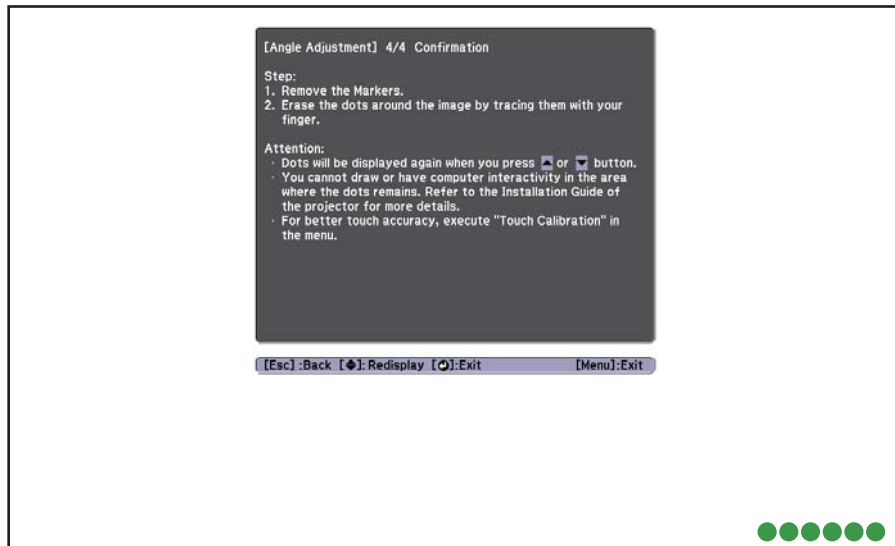 [Angle Adjustment] 4/4 Confirmation
Step:
1. Remove the Markers.
2. Erase the dots around the image by tracing them with your
finger.
Attention:
· Dots will be displayed again when you press ▲ or ▼ button.
· You cannot draw or have computer interactivity in the area
where the dots remains. Refer to the Installation Guide of
the projector for more details.
· For better touch accuracy, execute "Touch Calibration" in
the menu.
[Esc] :Back [◆]: Redisplay [⏎]:Exit [Menu]:Exit